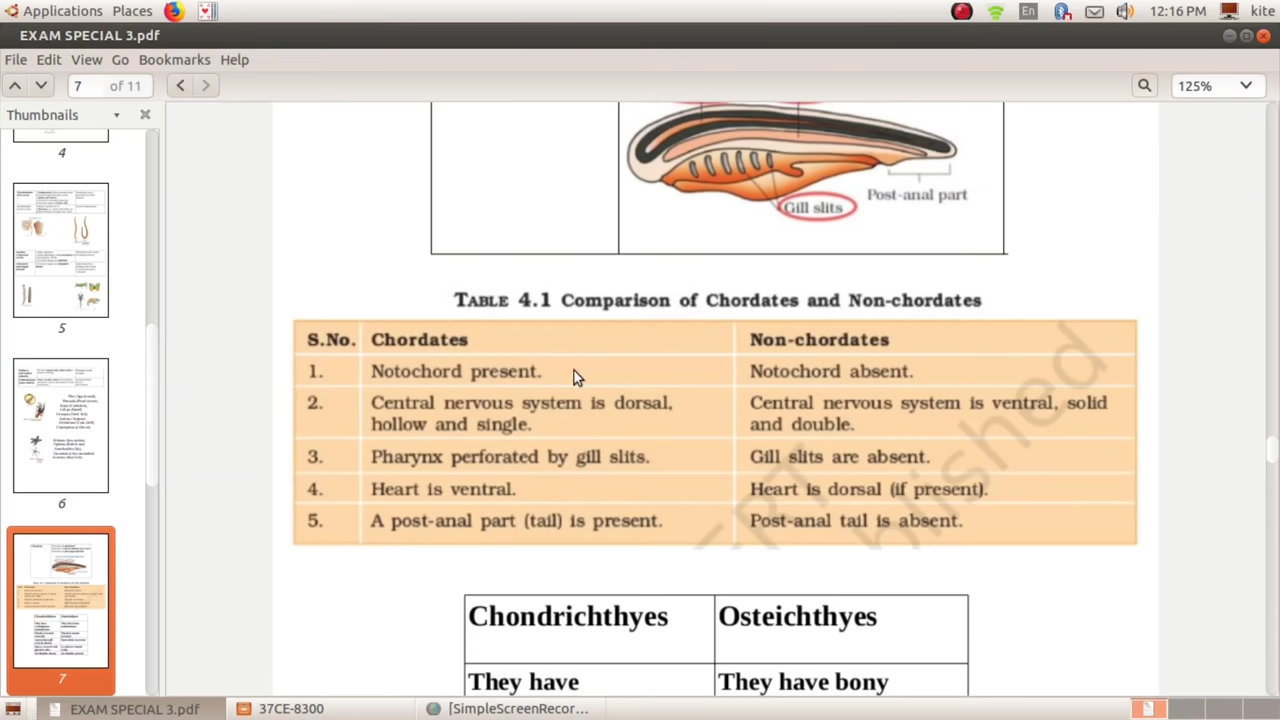 Applications Places En 12:16 PM kite
EXAM SPECIAL 3.pdf
File Edit View Go Bookmarks Help
7 of 11 125%
Thumbnails
4
5
6
7
Post-anal part
Gill slits
TABLE 4.1 Comparison of Chordates and Non-chordates
S.No. Chordates Non-chordates
1. Notochord present. Notochord absent.
2. Central nervous system is dorsal, Central nervous system is ventral, solid
hollow and single. and double.
3. Pharynx perforated by gill slits. Gill slits are absent.
4. Heart is ventral. Heart is dorsal (if present).
5. A post-anal part (tail) is present. Post-anal tail is absent.
Chondrichthyes Osteichthyes
They have They have bony
EXAM SPECIAL 3.pdf 37CE-8300 [SimpleScreenRecor...